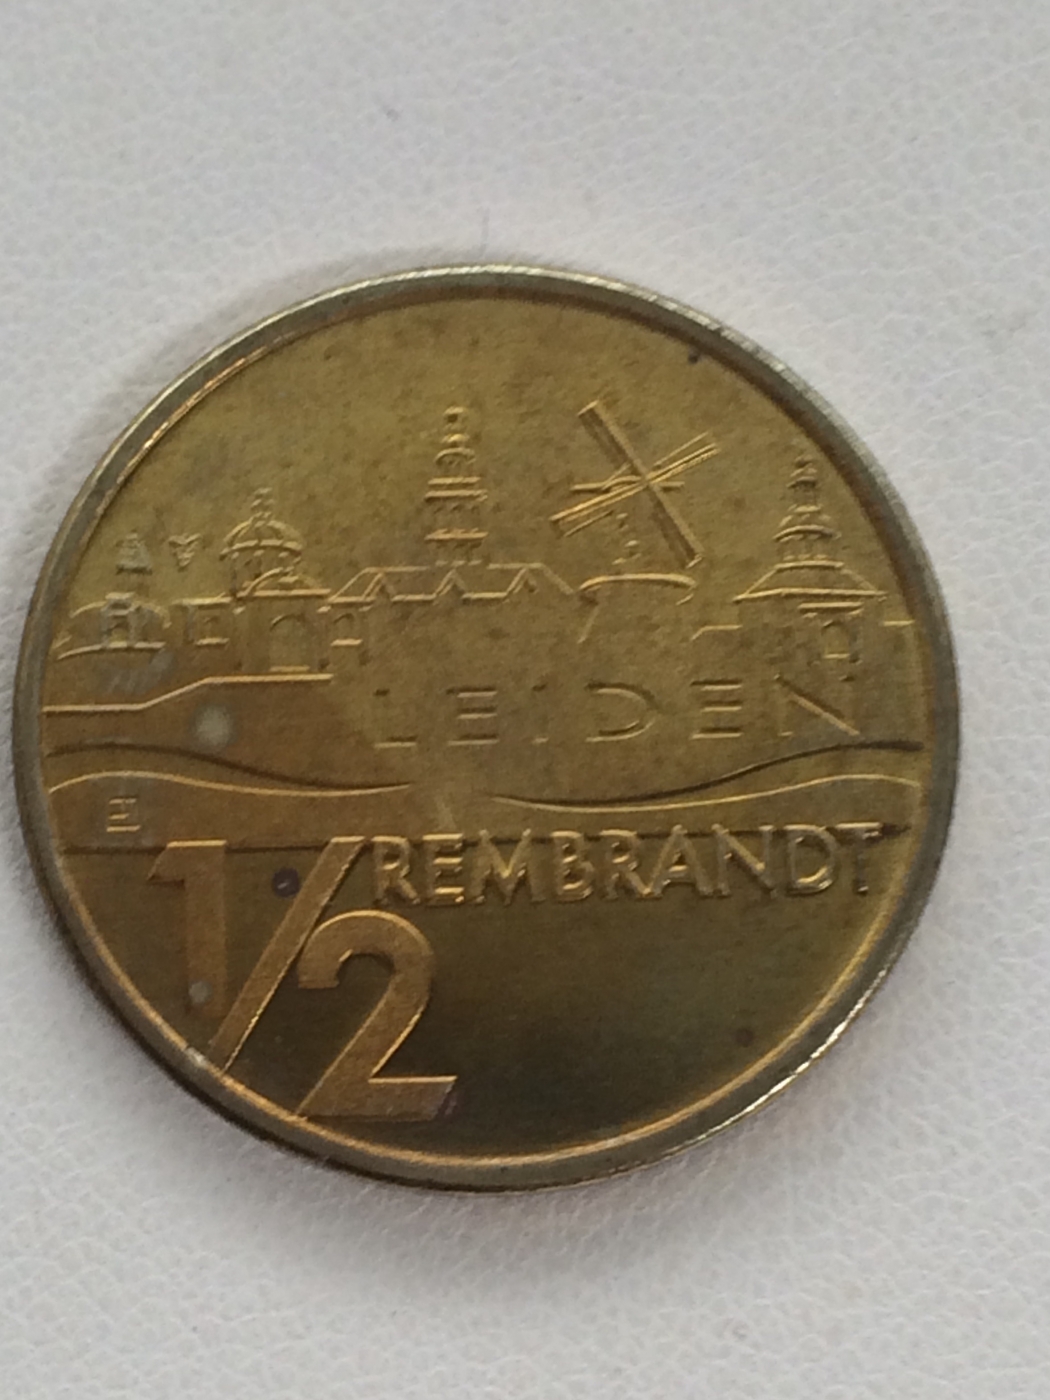 LEIDEN
E
REMBRANDT
1/2